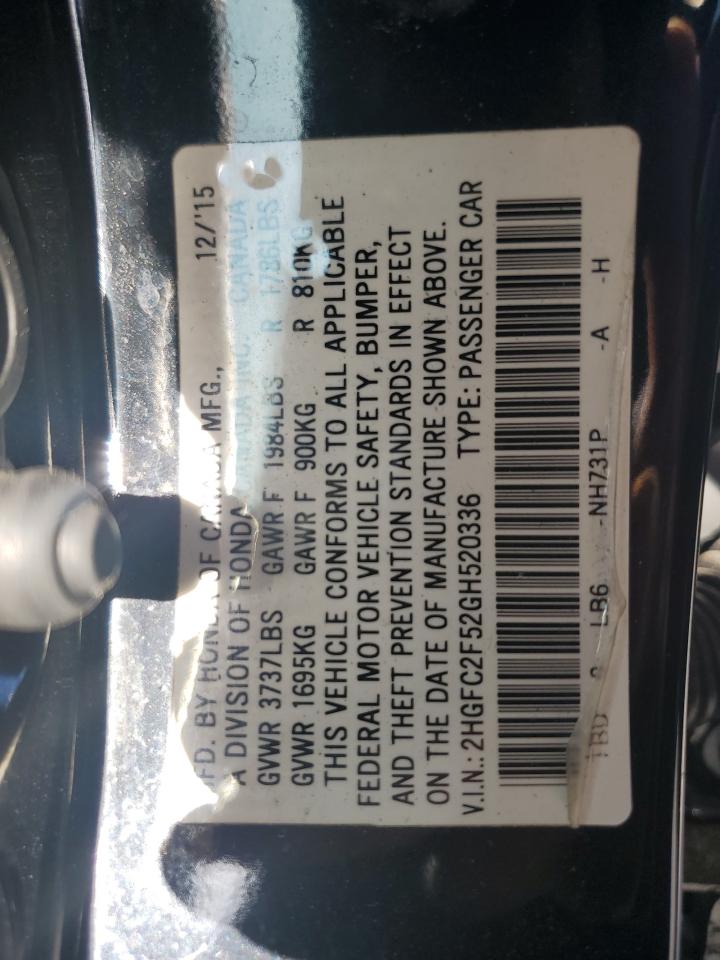 12/'15
MFD. BY HONDA OF CANADA MFG.,
A DIVISION OF HONDA CANADA INC. CANADA
GVWR 3737LBS GAWR F 1984LBS R 1786LBS
GVWR 1695KG GAWR F 900KG R 810KG
THIS VEHICLE CONFORMS TO ALL APPLICABLE
FEDERAL MOTOR VEHICLE SAFETY, BUMPER,
AND THEFT PREVENTION STANDARDS IN EFFECT
ON THE DATE OF MANUFACTURE SHOWN ABOVE.
V.I.N.: 2HGFC2F52GH520336 TYPE: PASSENGER CAR
LB6 -NH731P -A -H